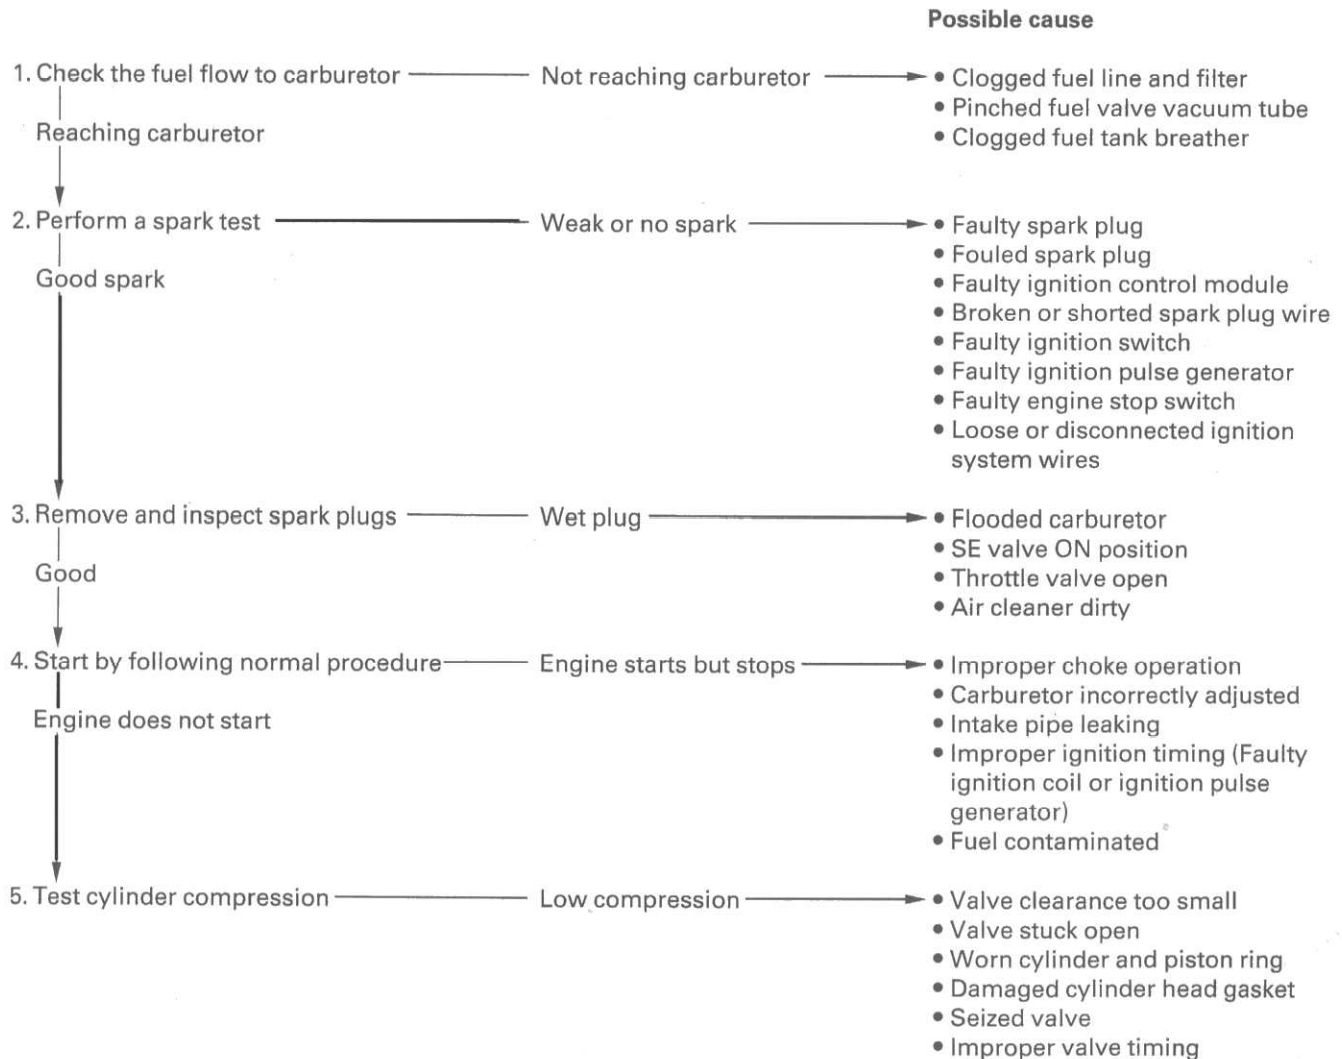 Possible cause
1. Check the fuel flow to carburetor Not reaching carburetor • Clogged fuel line and filter
• Pinched fuel valve vacuum tube
Reaching carburetor
• Clogged fuel tank breather
2. Perform a spark test Weak or no spark • Faulty spark plug
• Fouled spark plug
Good spark
• Faulty ignition control module
• Broken or shorted spark plug wire
• Faulty ignition switch
• Faulty ignition pulse generator
• Faulty engine stop switch
• Loose or disconnected ignition
system wires
3. Remove and inspect spark plugs Wet plug • Flooded carburetor
• SE valve ON position
Good
• Throttle valve open
• Air cleaner dirty
4. Start by following normal procedure Engine starts but stops • Improper choke operation
• Carburetor incorrectly adjusted
Engine does not start
• Intake pipe leaking
• Improper ignition timing (Faulty
ignition coil or ignition pulse
generator)
• Fuel contaminated
5. Test cylinder compression Low compression • Valve clearance too small
• Valve stuck open
• Worn cylinder and piston ring
• Damaged cylinder head gasket
• Seized valve
• Improper valve timing